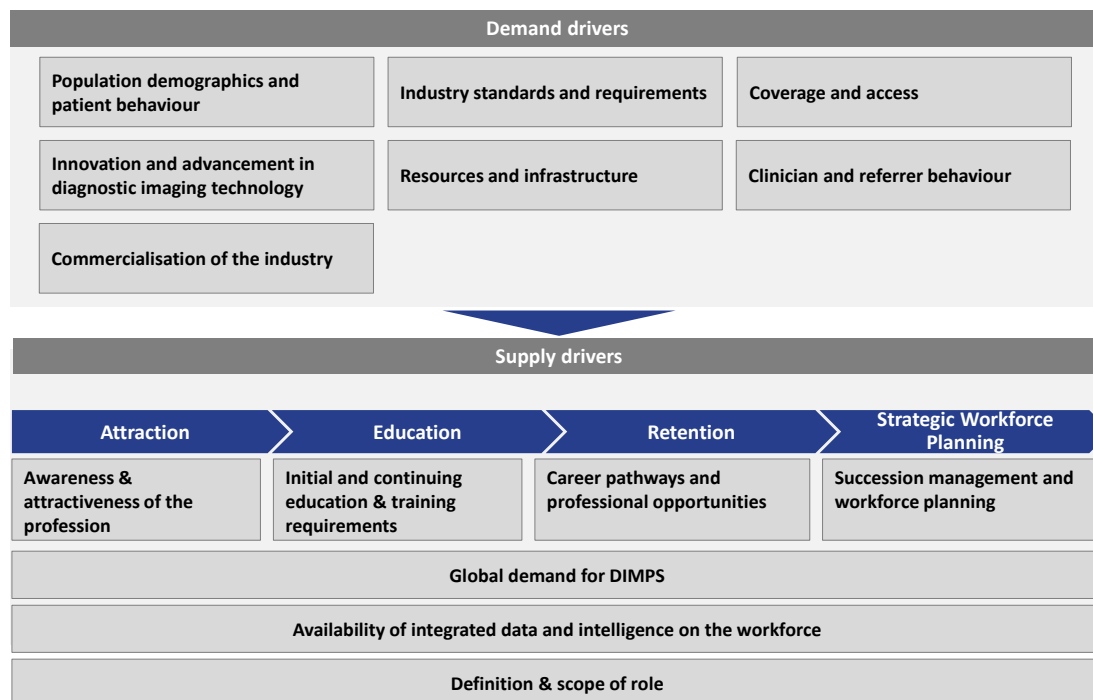 Demand drivers
Population demographics and
patient behaviour
Industry standards and requirements
Coverage and access
Innovation and advancement in
diagnostic imaging technology
Resources and infrastructure
Clinician and referrer behaviour
Commercialisation of the industry
Supply drivers
Attraction
Education
Retention
Strategic Workforce
Planning
Awareness &
attractiveness of the
profession
Initial and continuing
education & training
requirements
Career pathways and
professional opportunities
Succession management and
workforce planning
Global demand for DIMPS
Availability of integrated data and intelligence on the workforce
Definition & scope of role